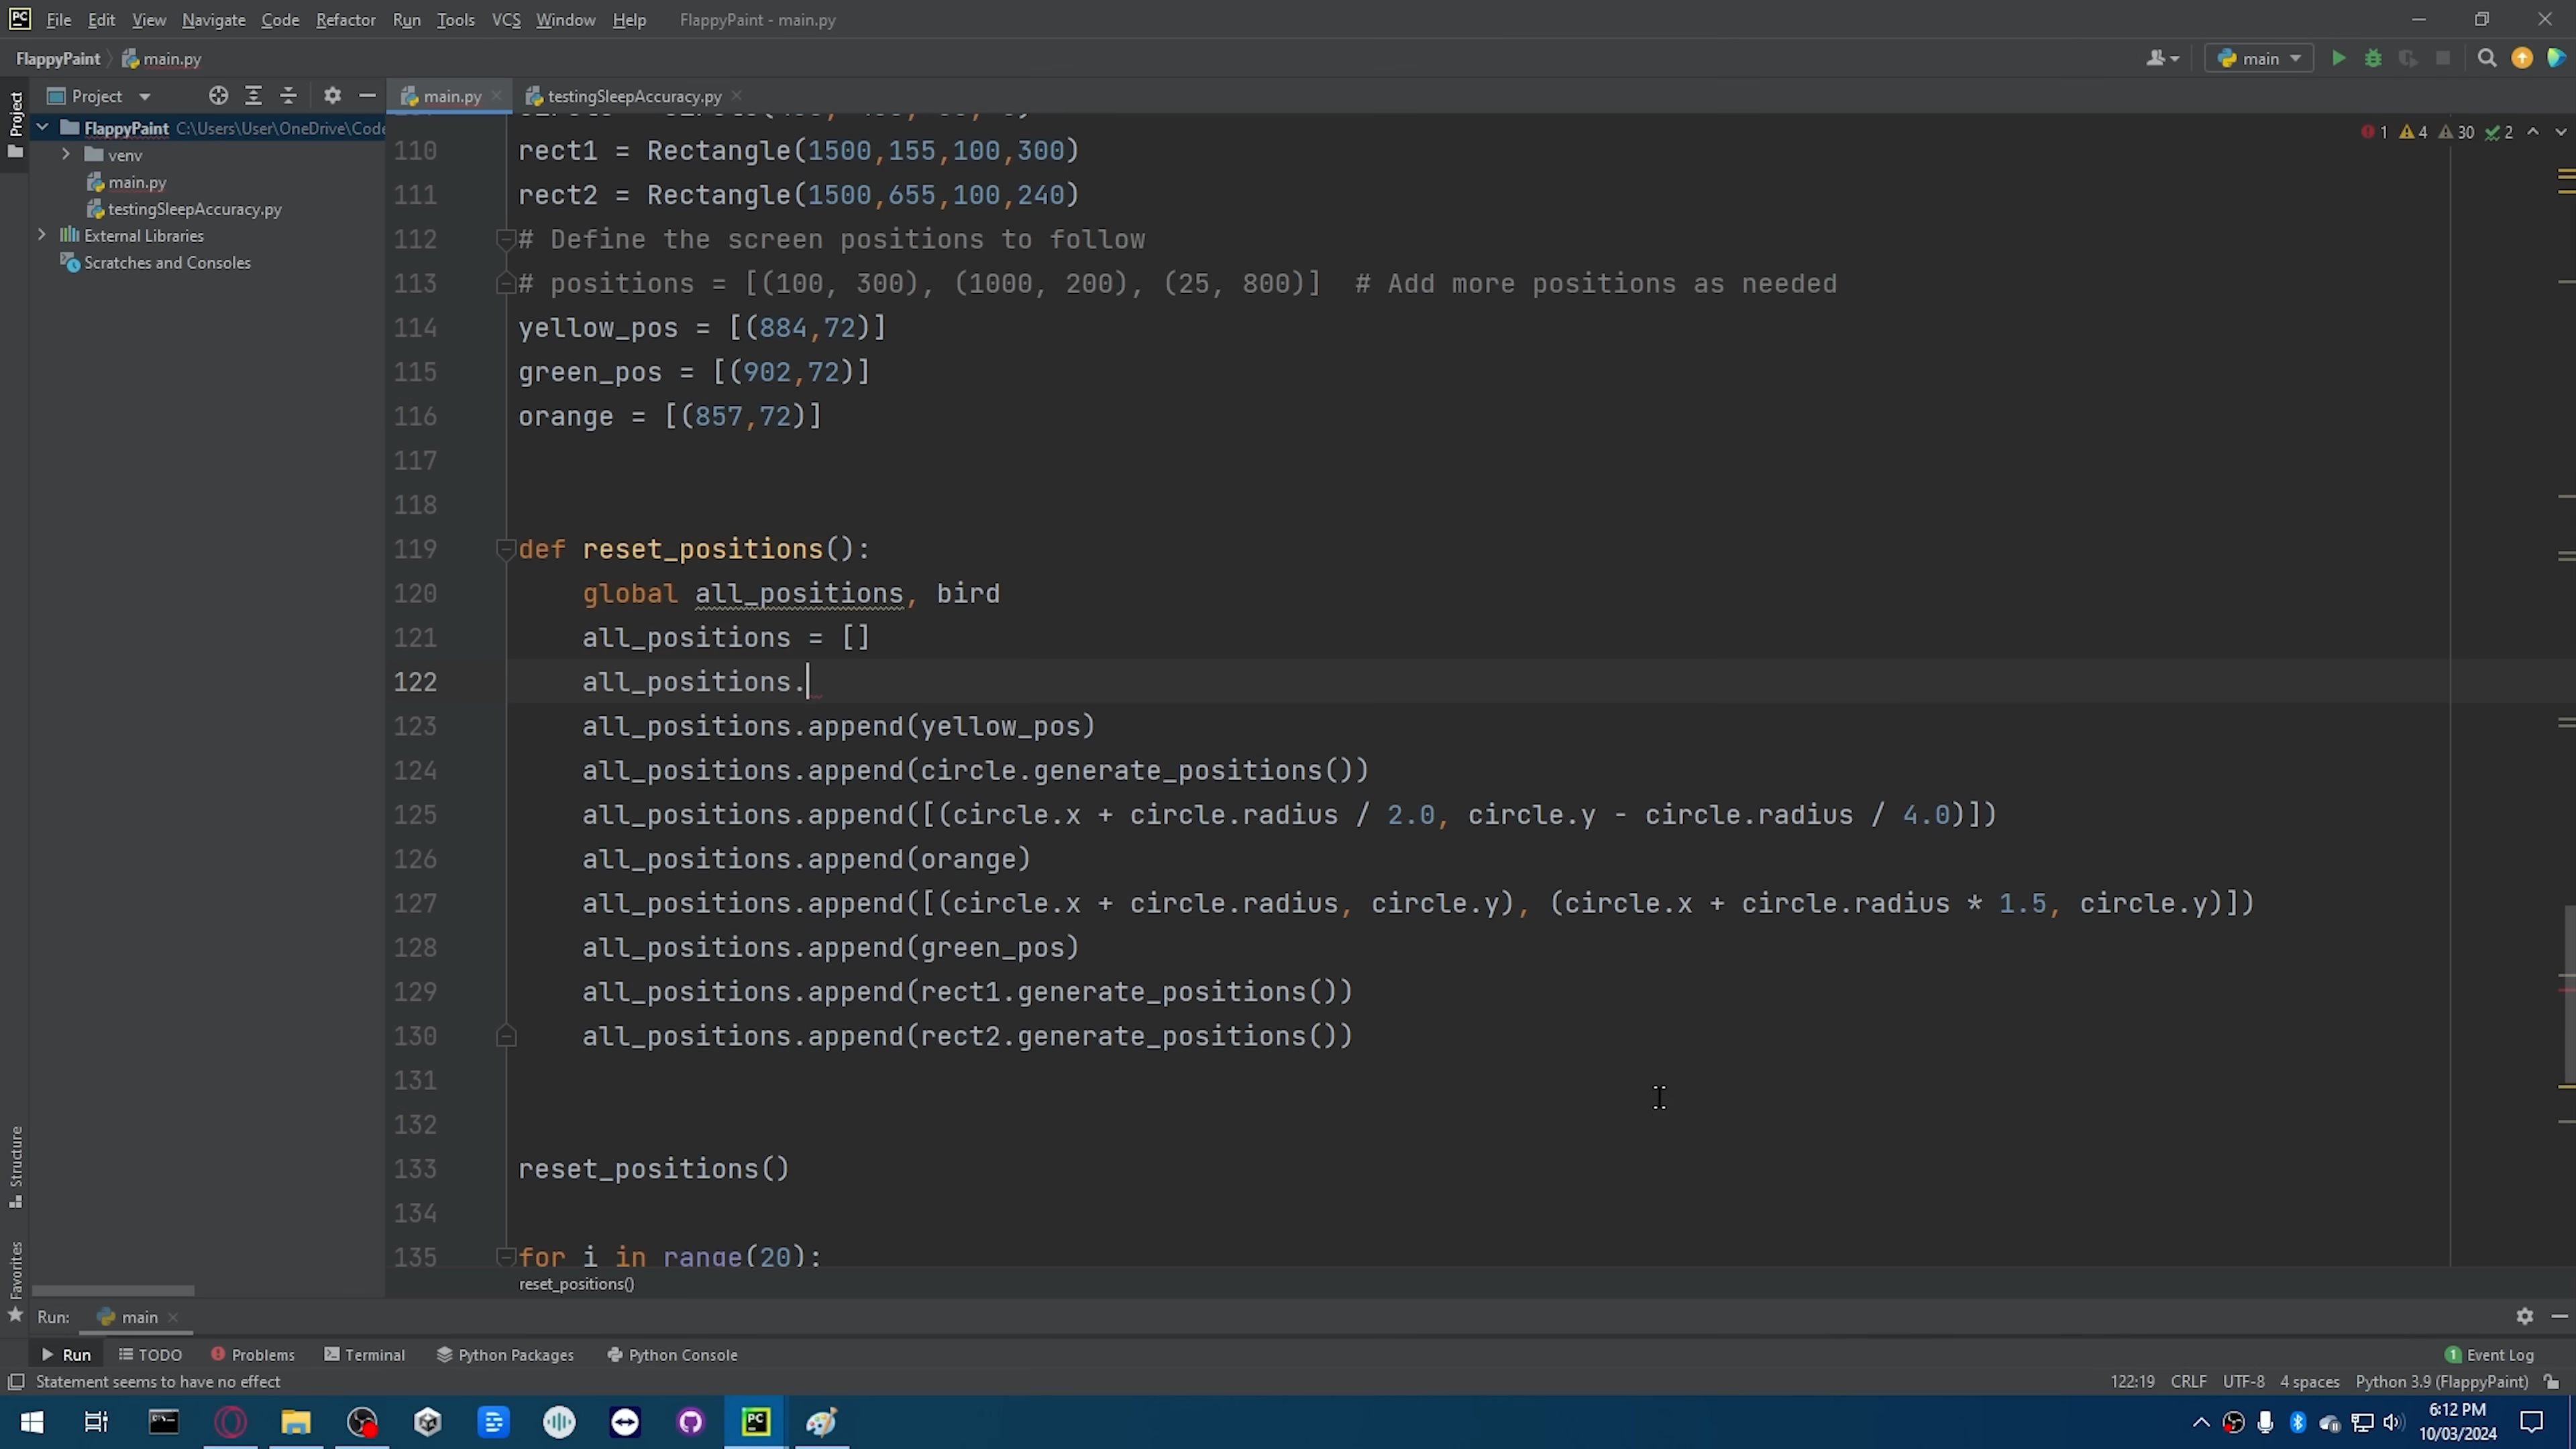 File Edit View Navigate Code Refactor Run Tools VCS Window Help FlappyPaint - main.py
FlappyPaint main.py
main
Project
Project
main.py
testingSleepAccuracy.py
FlappyPaint C:\Users\User\OneDrive\Code
venv
main.py
testingSleepAccuracy.py
External Libraries
Scratches and Consoles
1 4 30 2
110 rect1 = Rectangle(1500,155,100,300)
111 rect2 = Rectangle(1500,655,100,240)
112 # Define the screen positions to follow
113 # positions = [(100, 300), (1000, 200), (25, 800)]  # Add more positions as needed
114 yellow_pos = [(884,72)]
115 green_pos = [(902,72)]
116 orange = [(857,72)]
117
118
119 def reset_positions():
120     global all_positions, bird
121     all_positions = []
122     all_positions.
123     all_positions.append(yellow_pos)
124     all_positions.append(circle.generate_positions())
125     all_positions.append([(circle.x + circle.radius / 2.0, circle.y - circle.radius / 4.0)])
126     all_positions.append(orange)
127     all_positions.append([(circle.x + circle.radius, circle.y), (circle.x + circle.radius * 1.5, circle.y)])
128     all_positions.append(green_pos)
129     all_positions.append(rect1.generate_positions())
130     all_positions.append(rect2.generate_positions())
131
132
133 reset_positions()
134
135 for i in range(20):
reset_positions()
Structure
Favorites
Run: main
Run TODO Problems Terminal Python Packages Python Console
1 Event Log
Statement seems to have no effect
122:19 CRLF UTF-8 4 spaces Python 3.9 (FlappyPaint)
PC
6:12 PM
10/03/2024